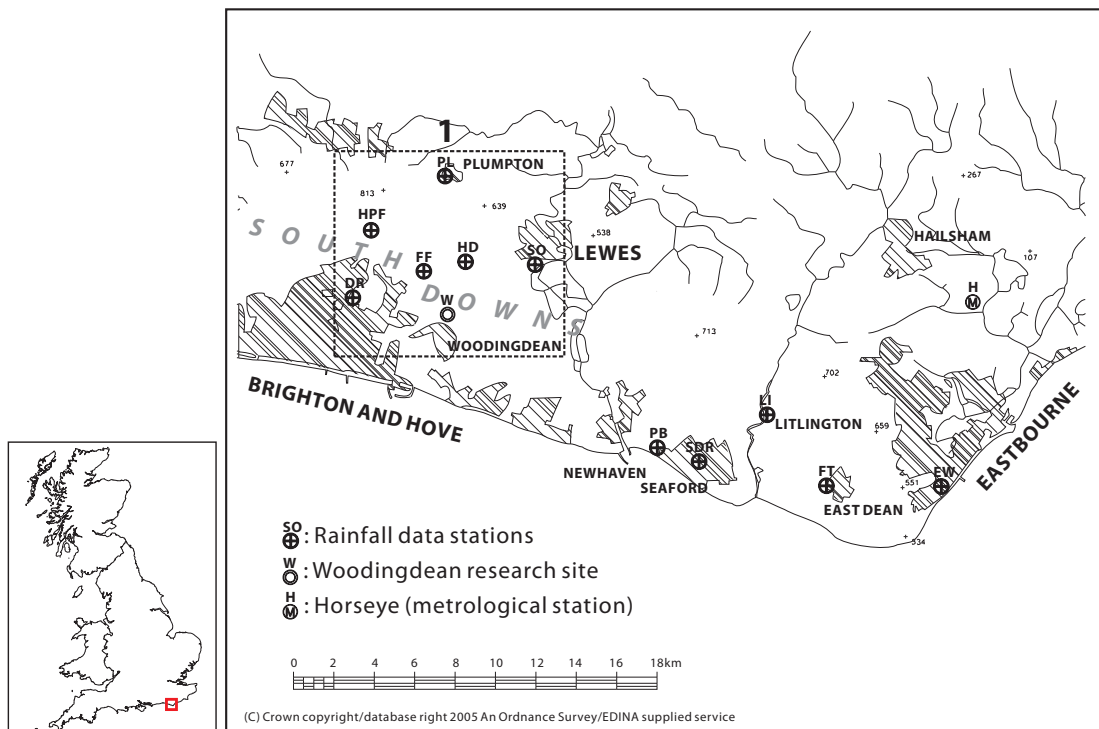 1
PL
PLUMPTON
677
813
639
267
HPF
SOUTH DOWNS
538
HAILSHAM
FF
HD
SO
LEWES
107
DR
H
M
W
WOODINGDEAN
713
702
BRIGHTON AND HOVE
EASTBOURNE
LI
LITLINGTON
659
PB
SDR
NEWHAVEN
SEAFORD
FT
551
EW
EAST DEAN
534
SO
: Rainfall data stations
W
: Woodingdean research site
H
M
: Horseye (metrological station)
0 2 4 6 8 10 12 14 16 18km
(C) Crown copyright/database right 2005 An Ordnance Survey/EDINA supplied service